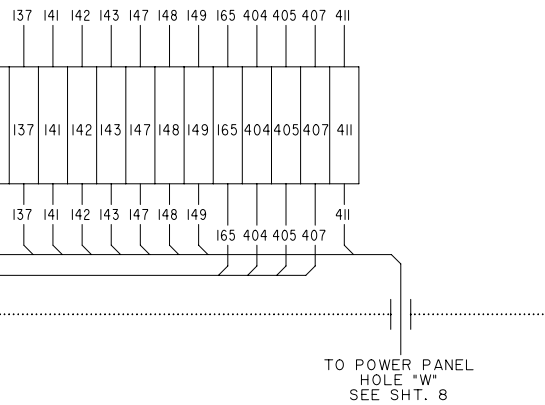 137 141 142 143 147 148 149 165 404 405 407 411
137 141 142 143 147 148 149 165 404 405 407 411
137 141 142 143 147 148 149 411
165 404 405 407
TO POWER PANEL
HOLE "W"
SEE SHT. 8